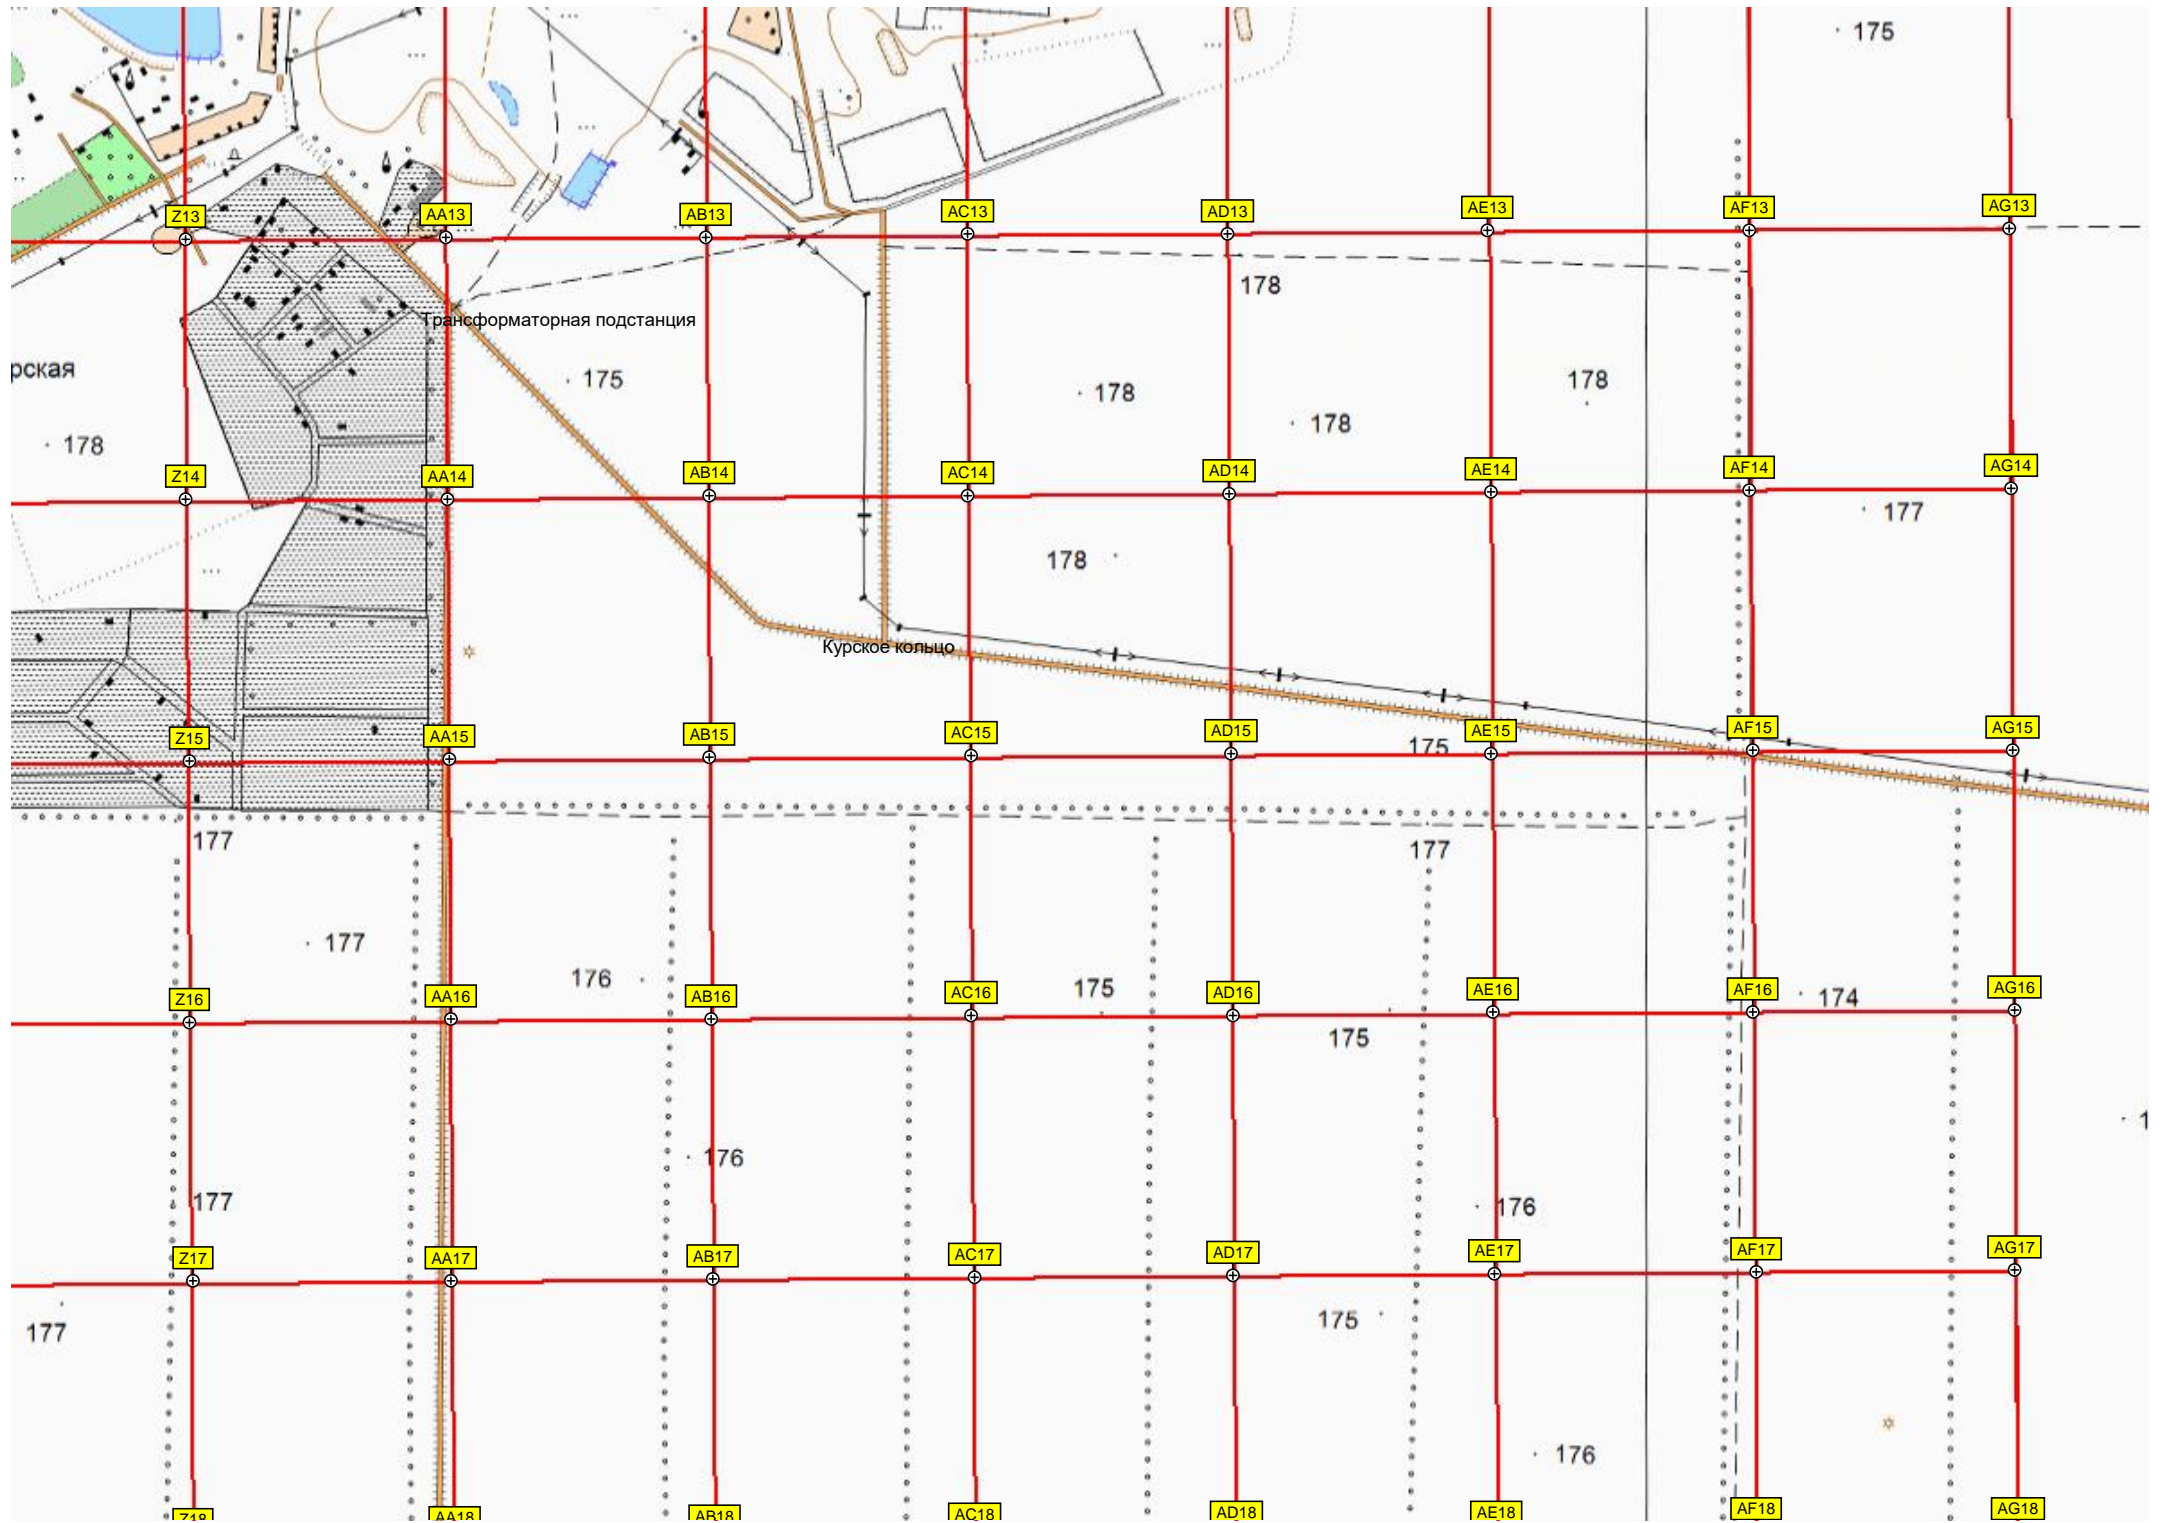 175
Z13
AA13
AB13
AC13
AD13
AE13
AF13
AG13
178
Трансформаторная подстанция
рская
175
178
178
178
178
Z14
AA14
AB14
AC14
AD14
AE14
AF14
AG14
177
178
Курское кольцо
Z15
AA15
AB15
AC15
AD15
AE15
AF15
AG15
175
177
177
177
176
175
174
Z16
AA16
AB16
AC16
AD16
AE16
AF16
AG16
175
1
176
177
176
Z17
AA17
AB17
AC17
AD17
AE17
AF17
AG17
177
175
176
Z18
AA18
AB18
AC18
AD18
AE18
AF18
AG18